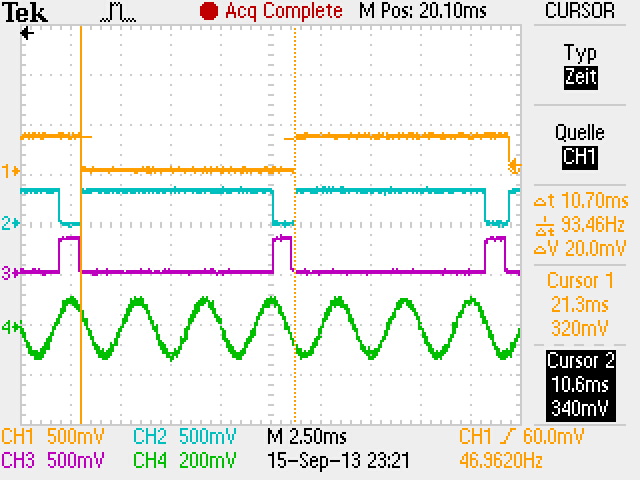 Tek Acq Complete M Pos: 20.10ms CURSOR
Typ
Zeit
Quelle
CH1
Δt 10.70ms
1/Δt 93.46Hz
ΔV 20.0mV
Cursor 1
21.3ms
320mV
Cursor 2
10.6ms
340mV
1
2
3
4
CH1 500mV CH2 500mV M 2.50ms CH1 60.0mV
CH3 500mV CH4 200mV 15-Sep-13 23:21 46.9620Hz